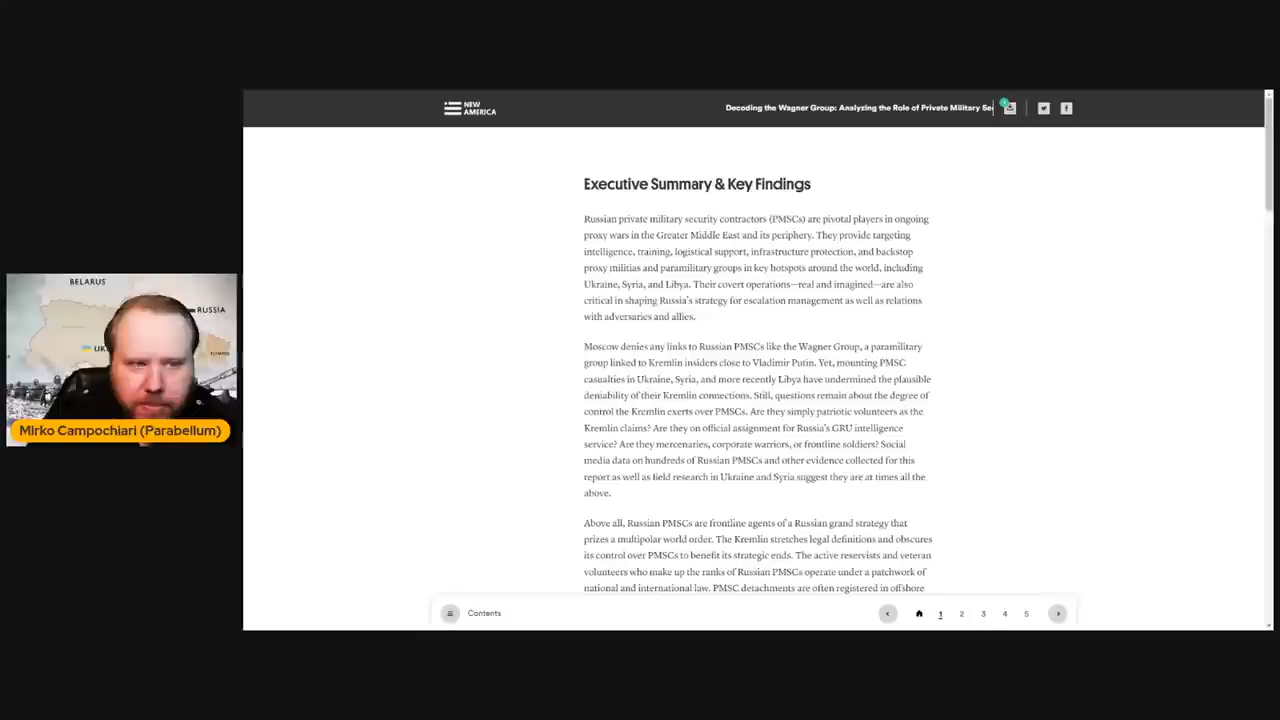 NEW
AMERICA
Decoding the Wagner Group: Analyzing the Role of Private Military Se
Executive Summary & Key Findings
Russian private military security contractors (PMSCs) are pivotal players in ongoing
proxy wars in the Greater Middle East and its periphery. They provide targeting
intelligence, training, logistical support, infrastructure protection, and backstop
proxy militias and paramilitary groups in key hotspots around the world, including
Ukraine, Syria, and Libya. Their covert operations—real and imagined—are also
critical in shaping Russia's strategy for escalation management as well as relations
with adversaries and allies.
Moscow denies any links to Russian PMSCs like the Wagner Group, a paramilitary
group linked to Kremlin insiders close to Vladimir Putin. Yet, mounting PMSC
casualties in Ukraine, Syria, and more recently Libya have undermined the plausible
deniability of their Kremlin connections. Still, questions remain about the degree of
control the Kremlin exerts over PMSCs. Are they simply patriotic volunteers as the
Kremlin claims? Are they on official assignment for Russia's GRU intelligence
service? Are they mercenaries, corporate warriors, or frontline soldiers? Social
media data on hundreds of Russian PMSCs and other evidence collected for this
report as well as field research in Ukraine and Syria suggest they are at times all the
above.
Above all, Russian PMSCs are frontline agents of a Russian grand strategy that
prizes a multipolar world order. The Kremlin stretches legal definitions and obscures
its control over PMSCs to benefit its strategic ends. The active reservists and veteran
volunteers who make up the ranks of Russian PMSCs operate under a patchwork of
national and international law. PMSC detachments are often registered in offshore
Contents
1 2 3 4 5
BELARUS
RUSSIA
UK
Mirko Campochiari (Parabellum)